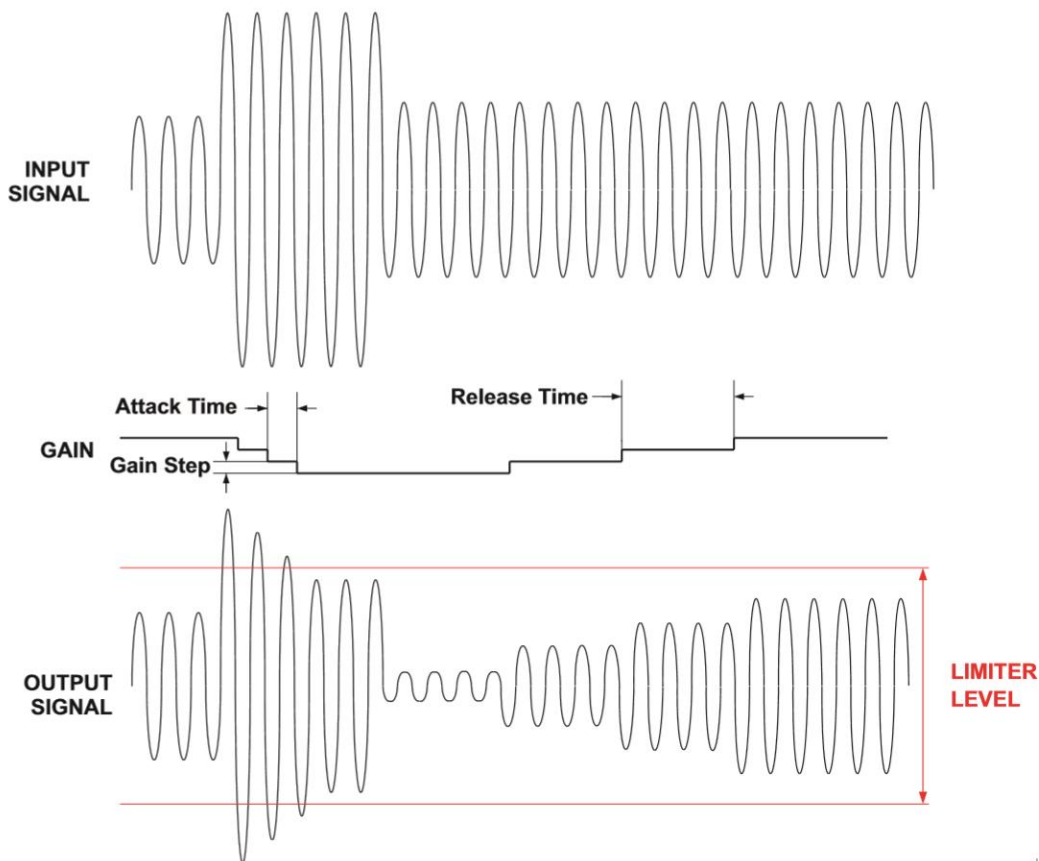 INPUT
SIGNAL
Attack Time
Release Time
GAIN
Gain Step
OUTPUT
SIGNAL
LIMITER
LEVEL